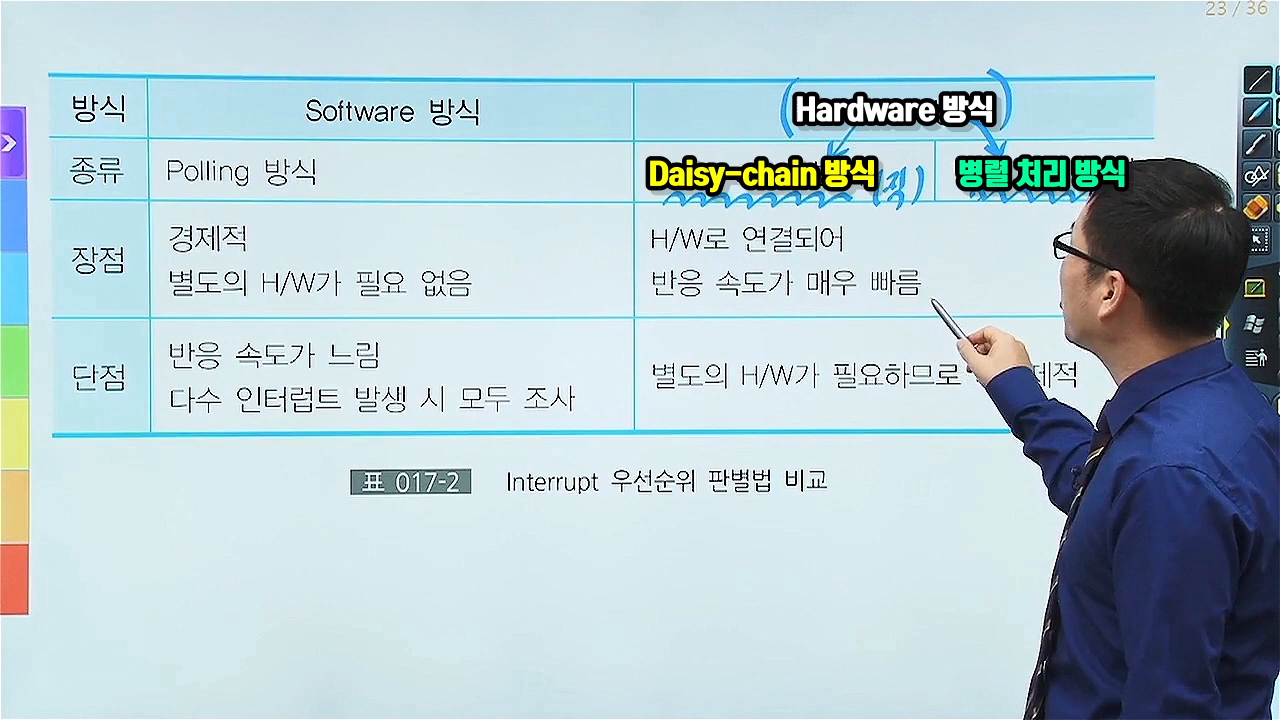 23 / 36
방식 Software 방식 Hardware 방식
종류 Polling 방식 Daisy-chain 방식 (직) 병렬 처리 방식
장점 경제적 H/W로 연결되어
별도의 H/W가 필요 없음 반응 속도가 매우 빠름
단점 반응 속도가 느림 별도의 H/W가 필요하므로
다수 인터럽트 발생 시 모두 조사
표 017-2 Interrupt 우선순위 판별법 비교